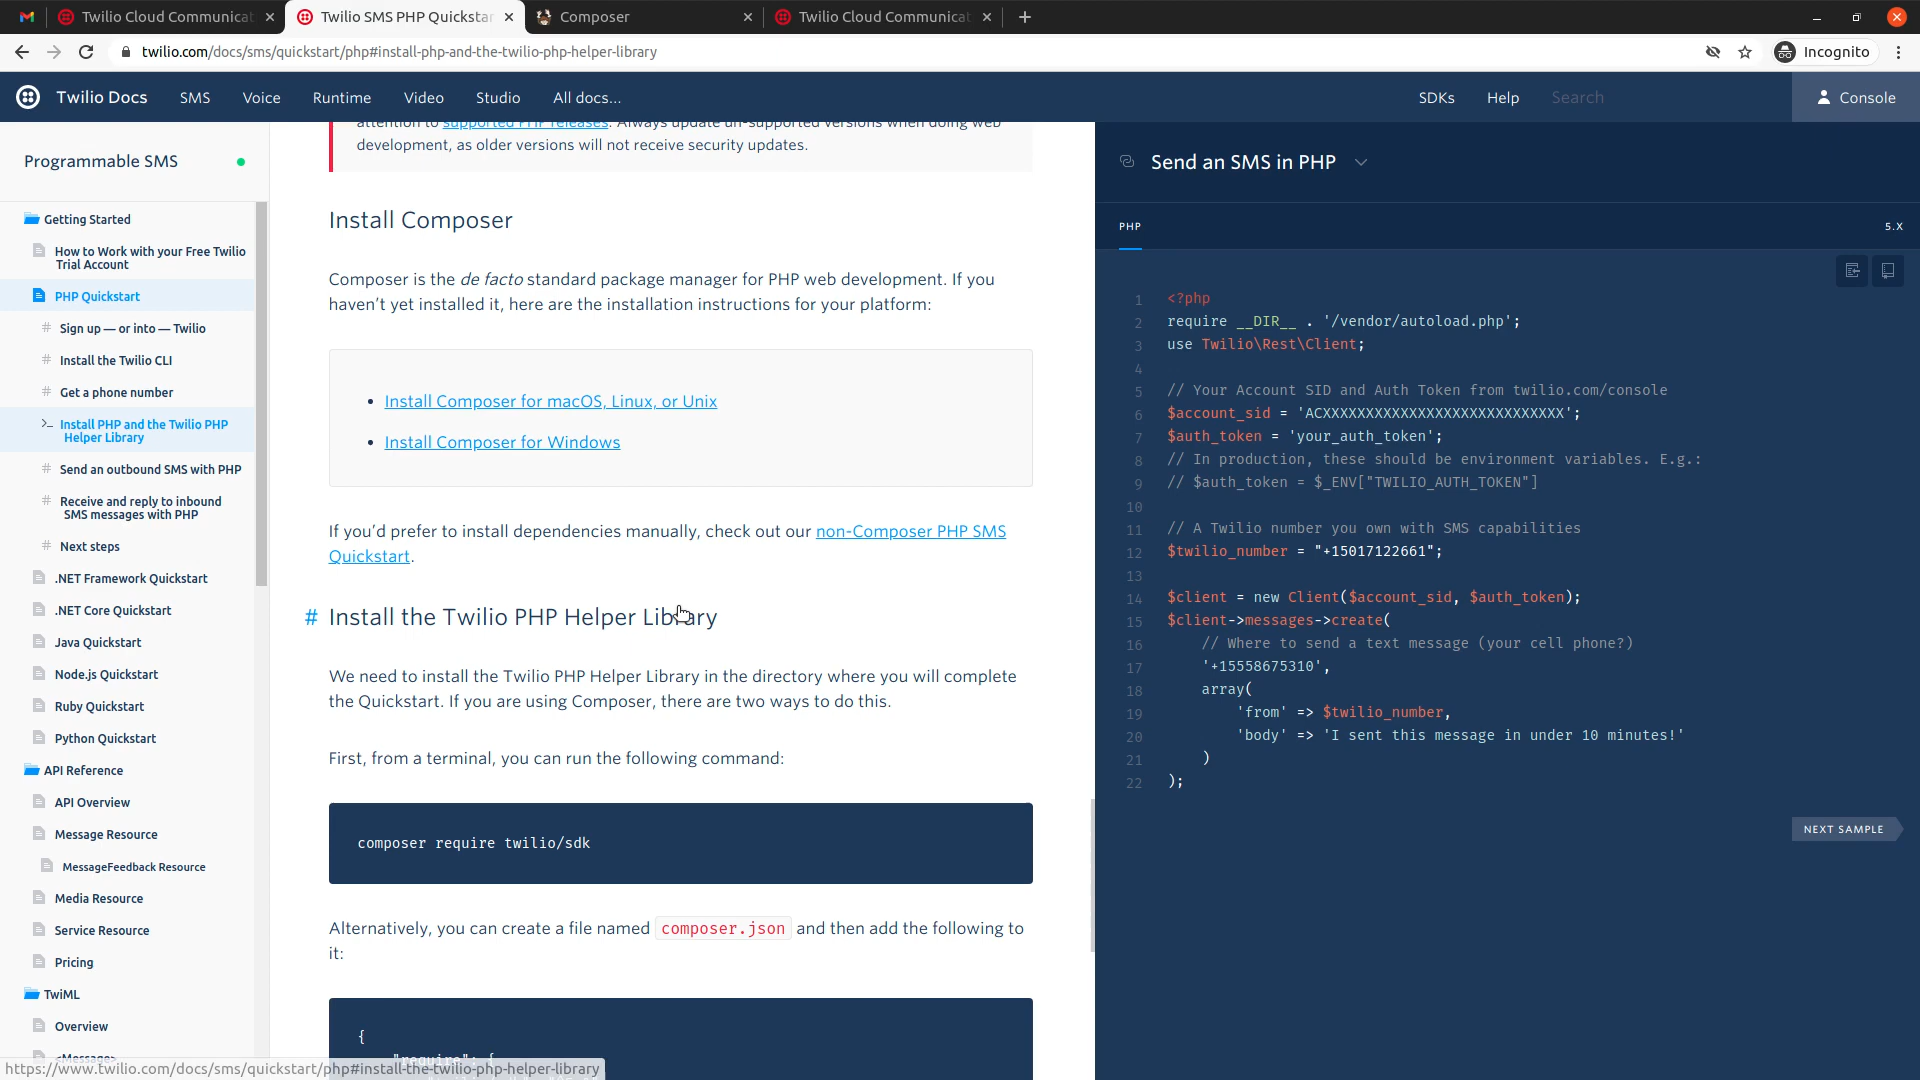 Twilio Cloud Communicat
Twilio SMS PHP Quickstar
Composer
Twilio Cloud Communicat
twilio.com/docs/sms/quickstart/php#install-php-and-the-twilio-php-helper-library
Incognito
Twilio Docs
SMS
Voice
Runtime
Video
Studio
All docs...
SDKs
Help
Search
Console
Programmable SMS
Getting Started
How to Work with your Free Twilio
Trial Account
PHP Quickstart
# Sign up — or into — Twilio
# Install the Twilio CLI
# Get a phone number
>_ Install PHP and the Twilio PHP
Helper Library
# Send an outbound SMS with PHP
# Receive and reply to inbound
SMS messages with PHP
# Next steps
.NET Framework Quickstart
.NET Core Quickstart
Java Quickstart
Node.js Quickstart
Ruby Quickstart
Python Quickstart
API Reference
API Overview
Message Resource
MessageFeedback Resource
Media Resource
Service Resource
Pricing
TwiML
Overview
<Message>
https://www.twilio.com/docs/sms/quickstart/php#install-the-twilio-php-helper-library
attention to supported PHP releases. Always update un-supported versions when doing web
development, as older versions will not receive security updates.
Install Composer
Composer is the de facto standard package manager for PHP web development. If you
haven't yet installed it, here are the installation instructions for your platform:
• Install Composer for macOS, Linux, or Unix
• Install Composer for Windows
If you'd prefer to install dependencies manually, check out our non-Composer PHP SMS
Quickstart.
# Install the Twilio PHP Helper Library
We need to install the Twilio PHP Helper Library in the directory where you will complete
the Quickstart. If you are using Composer, there are two ways to do this.
First, from a terminal, you can run the following command:
composer require twilio/sdk
Alternatively, you can create a file named composer.json and then add the following to
it:
{
"require": {
Send an SMS in PHP
PHP
5.X
1 <?php
2 require __DIR__ . '/vendor/autoload.php';
3 use Twilio\Rest\Client;
4
5 // Your Account SID and Auth Token from twilio.com/console
6 $account_sid = 'ACXXXXXXXXXXXXXXXXXXXXXXXXXXXX';
7 $auth_token = 'your_auth_token';
8 // In production, these should be environment variables. E.g.:
9 // $auth_token = $_ENV["TWILIO_AUTH_TOKEN"]
10
11 // A Twilio number you own with SMS capabilities
12 $twilio_number = "+15017122661";
13
14 $client = new Client($account_sid, $auth_token);
15 $client->messages->create(
16 // Where to send a text message (your cell phone?)
17 '+15558675310',
18 array(
19 'from' => $twilio_number,
20 'body' => 'I sent this message in under 10 minutes!'
21 )
22 );
NEXT SAMPLE